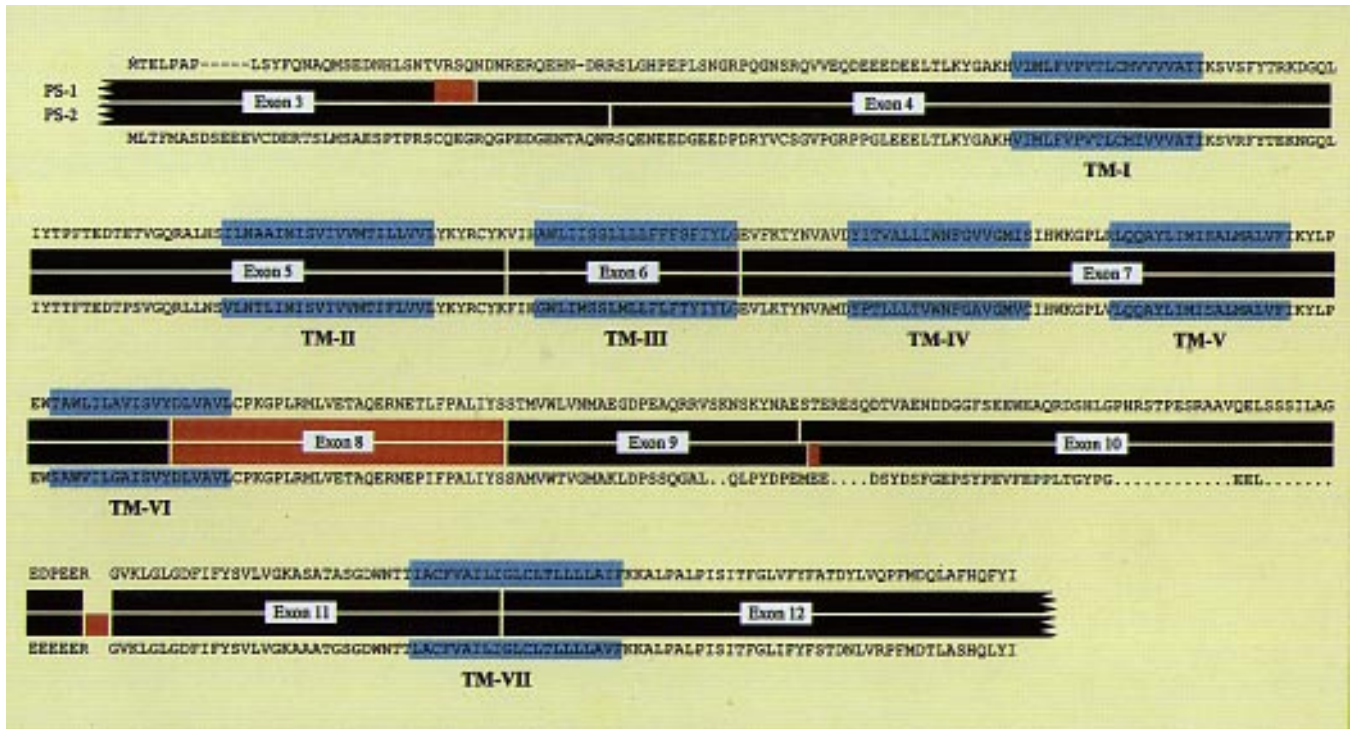 MTELPAP-----LSYFQNAQMSEDNHLSNTVRSQNDNRERQEHN-DRRSLGHPEPLSNGRPQGNSRQVVEQDEEEDEELTLKYGAKHVIMLFVPVTLCMVVVVATIKSVSFYTRKDGQL
PS-1
Exon 3 Exon 4
PS-2
MLTFMASDSEEEVCDERTSLMSAESPTPRSCQEGRQGPEDGENTAQWRSQENEEDGEEDPDRYVCSGVPGRPPGLEEELTLKYGAKHVIMLFVPVTLCMIVVVATIKSVRFYTEKNGQL
TM-I
IYTPFTEDTETVGQRALHSILNAAIMISVIVVMTILLVVLYKYRCYKVIHAWLIISSLLLLFFFSFIYLGEVFKTYNVAVDYITVALLIWNFGVVGMISIHWKGPLRLQQAYLIMISALMALVFIKYLP
Exon 5 Exon 6 Exon 7
IYTTFTEDTPSVGQRLLNSVLNTLIMISVIVVMTIFLVVLYKYRCYKFIHGWLIMSSLMLLFLFTYIYLGEVLKTYNVAMDYPTLLLTVWNFGAVGMVCIHWKGPLVLQQAYLIMISALMALVFIKYLP
TM-II TM-III TM-IV TM-V
EWTAWLILAVISVYDLVAVLCPKGPLRMLVETAQERNETLFPALIYSSTMVWLVNMAEGDPEAQRRVSKNSKYNAESTERESQDTVAENDDGGFSEEWEAQRDSHLGPHRSTPESRAAVQELSSSILAG
Exon 8 Exon 9 Exon 10
EWSAWVILGAISVYDLVAVLCPKGPLRMLVETAQERNEPIFPALIYSSAMVWTVGMAKLDPSSQGAL..QLPYDPEMEE....DSYDSFGEPSYPEVFEPPLTGYPG............EEL.......
TM-VI
EDPEER GVKLGLGDFIFYSVLVGKASATASGDWNTTIACFVAILIGLCLTLLLLAIFKKALPALPISITFGLVFYFATDYLVQPFMDQLAFHQFYI
Exon 11 Exon 12
EEEEER GVKLGLGDFIFYSVLVGKAAATGSGDWNTTLACFVAILIGLCLTLLLLAVFKKALPALPISITFGLIFYFSTDNLVRPFMDTLASHQLYI
TM-VII